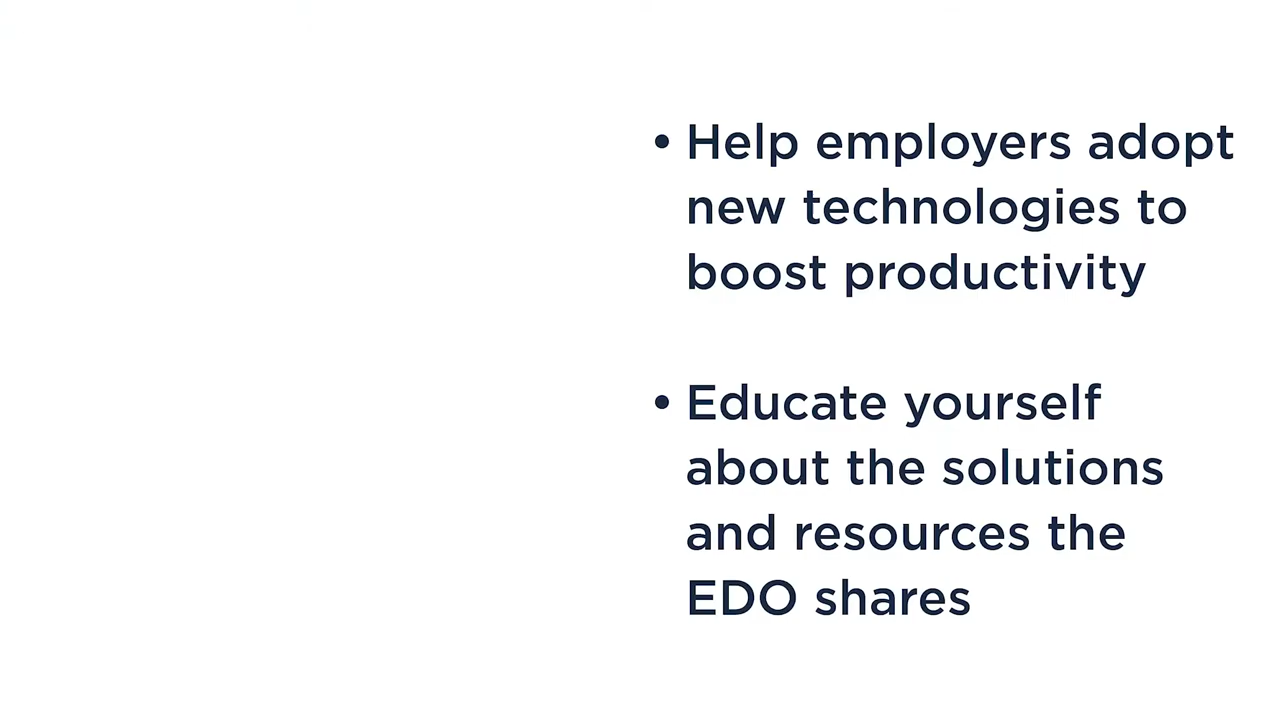 • Help employers adopt
new technologies to
boost productivity
• Educate yourself
about the solutions
and resources the
EDO shares